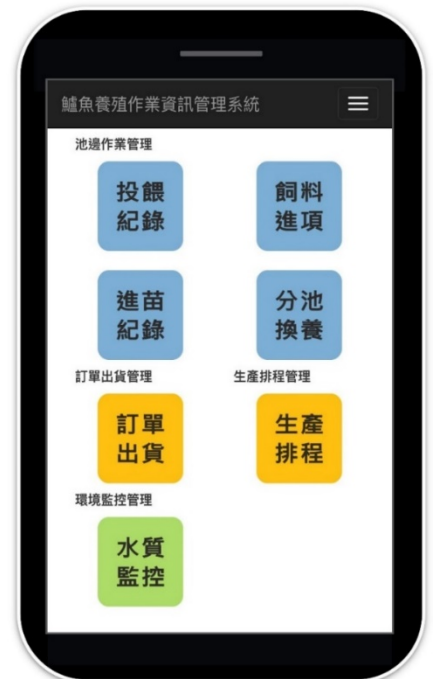 鱸魚養殖作業資訊管理系統
池邊作業管理
投餵
紀錄
飼料
進項
進苗
紀錄
分池
換養
訂單出貨管理
生產排程管理
訂單
出貨
生產
排程
環境監控管理
水質
監控